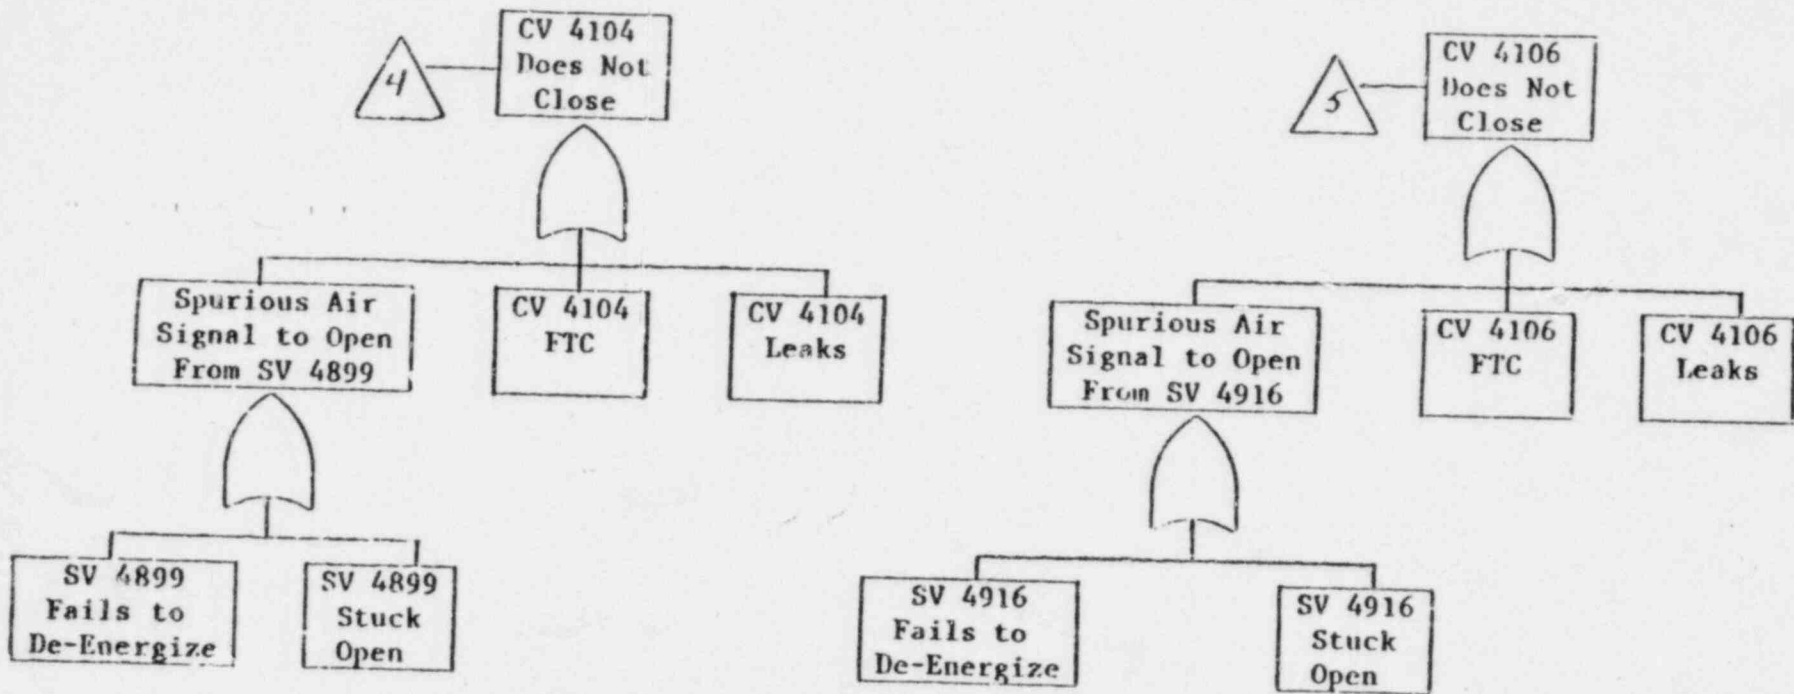 4
CV 4104
Does Not
Close
Spurious Air
Signal to Open
From SV 4899
CV 4104
FTC
CV 4104
Leaks
SV 4899
Fails to
De-Energize
SV 4899
Stuck
Open
5
CV 4106
Does Not
Close
Spurious Air
Signal to Open
From SV 4916
CV 4106
FTC
CV 4106
Leaks
SV 4916
Fails to
De-Energize
SV 4916
Stuck
Open